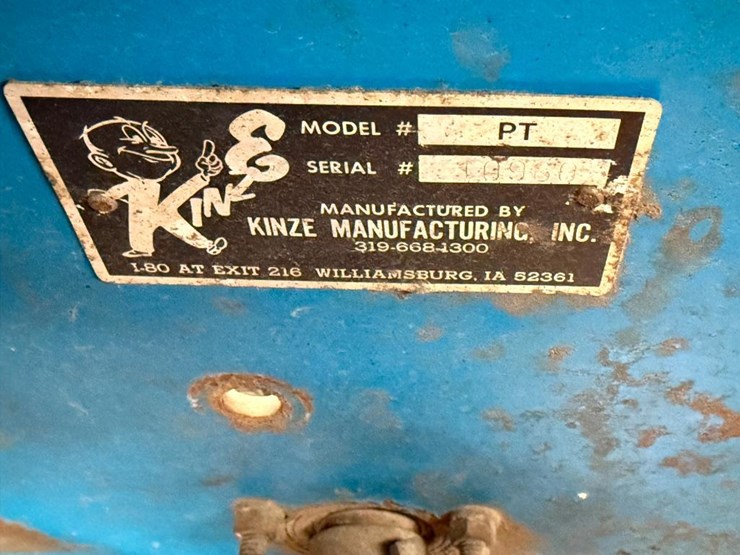 KINZE
MODEL # PT
SERIAL #
MANUFACTURED BY
KINZE MANUFACTURING, INC.
319-668-1300
I-80 AT EXIT 216 WILLIAMSBURG, IA 52361